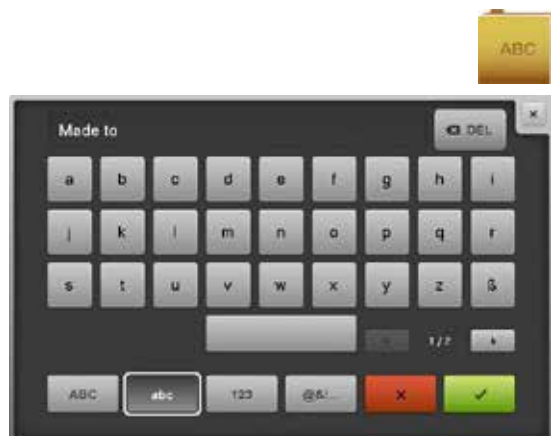 ABC
Made to
DEL ×
a b c d e f g h i
j k l m n o p q r
s t u v w x y z ß
1/2
ABC abc 123 @&!...